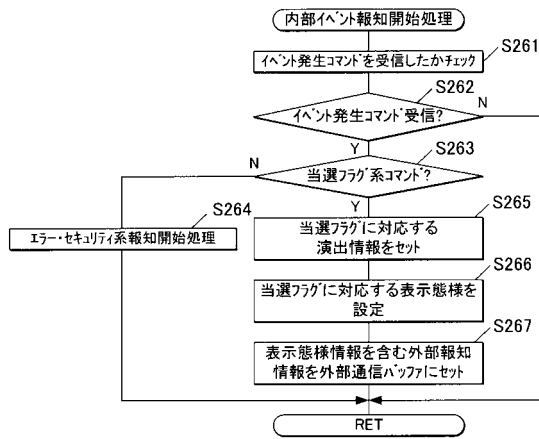 内部イベント報知開始処理
S261
イベント発生コマンドを受信したかチェック
S262
イベント発生コマンド受信?
N
Y
S263
N
当選フラグ系コマンド?
Y
S264
エラー・セキュリティ系報知開始処理
S265
当選フラグに対応する
演出情報をセット
S266
当選フラグに対応する表示態様を
設定
S267
表示態様情報を含む外部報知
情報を外部通信バッファにセット
RET